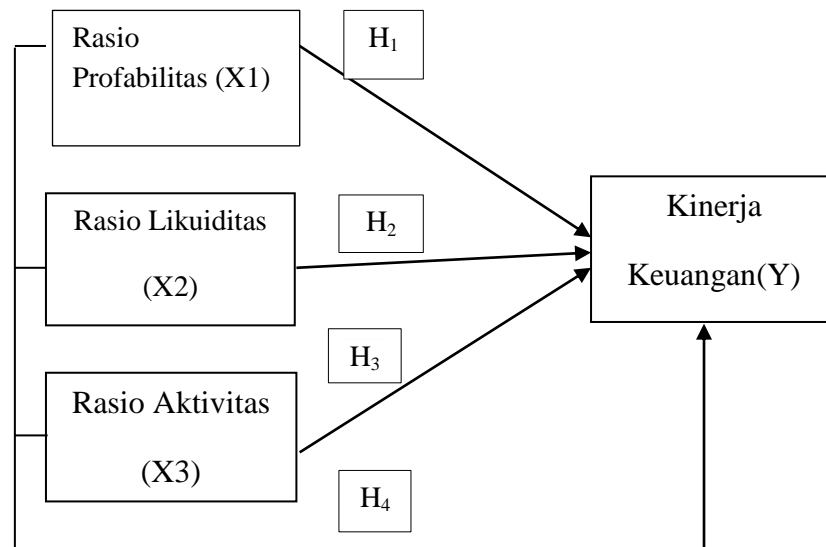 Rasio
Profabilitas (X1)
H₁
Rasio Likuiditas
(X2)
H₂
Kinerja
Keuangan(Y)
H₃
Rasio Aktivitas
(X3)
H₄